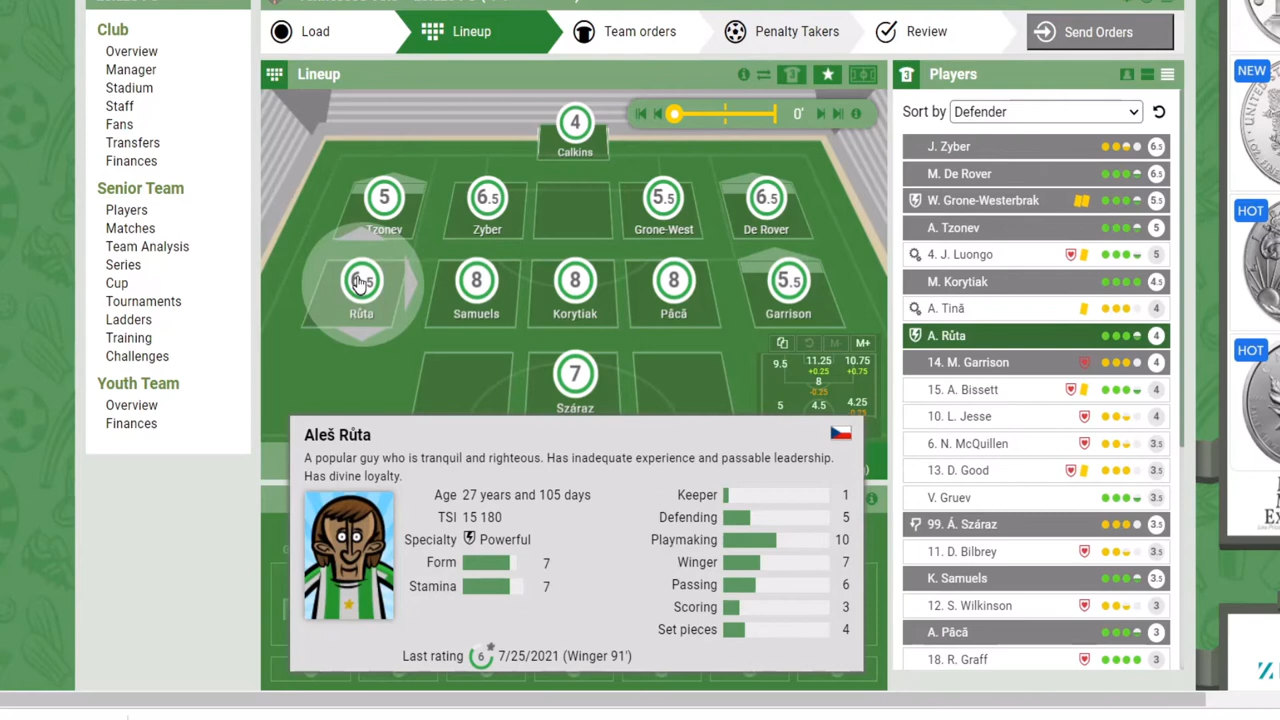 Club
Overview
Manager
Stadium
Staff
Fans
Transfers
Finances
Senior Team
Players
Matches
Team Analysis
Series
Cup
Tournaments
Ladders
Training
Challenges
Youth Team
Overview
Finances
Load
Lineup
Team orders
Penalty Takers
Review
Send Orders
Lineup
0'
4
Calkins
5
Tzonev
6.5
Zyber
5.5
Grone-West
6.5
De Rover
Růta
8
Samuels
8
Korytiak
8
Pâcă
5.5
Garrison
7
Száraz
M- M+
9.5 11.25 10.75
+0.25 +0.75
8
-0.25
5 4.5 4.25
Aleš Růta
A popular guy who is tranquil and righteous. Has inadequate experience and passable leadership.
Has divine loyalty.
Age 27 years and 105 days
TSI 15 180
Specialty Powerful
Form 7
Stamina 7
Keeper 1
Defending 5
Playmaking 10
Winger 7
Passing 6
Scoring 3
Set pieces 4
Last rating 6* 7/25/2021 (Winger 91')
3 Players
Sort by Defender
J. Zyber 6.5
M. De Rover 6.5
W. Grone-Westerbrak 5.5
A. Tzonev 5
4. J. Luongo 5
M. Korytiak 4.5
A. Tină 4
A. Růta 4
14. M. Garrison 4
15. A. Bissett 4
10. L. Jesse 4
6. N. McQuillen 3.5
13. D. Good 3.5
V. Gruev 3.5
99. Á. Száraz 3.5
11. D. Bilbrey 3.5
K. Samuels 3.5
12. S. Wilkinson 3
A. Pâcă 3
18. R. Graff 3
NEW
HOT
HOT